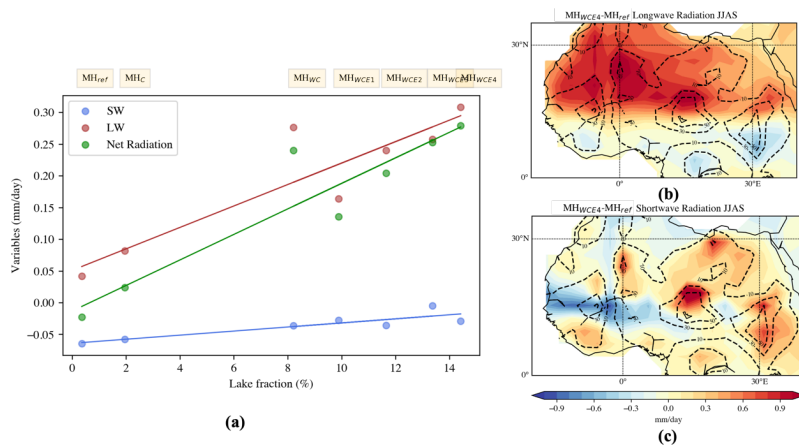 MH_ref MH_C MH_WC MH_WCE1 MH_WCE2 MH_WCE3 MH_WCE4
0.30
0.25
0.20
0.15
0.10
0.05
0.00
−0.05
Variables (mm/day)
SW
LW
Net Radiation
0 2 4 6 8 10 12 14
Lake fraction (%)
(a)
MH_WCE4-MH_ref Longwave Radiation JJAS
30°N
0°
0° 30°E
(b)
MH_WCE4-MH_ref Shortwave Radiation JJAS
30°N
0°
0° 30°E
−0.9 −0.6 −0.3 0.0 0.3 0.6 0.9
mm/day
(c)